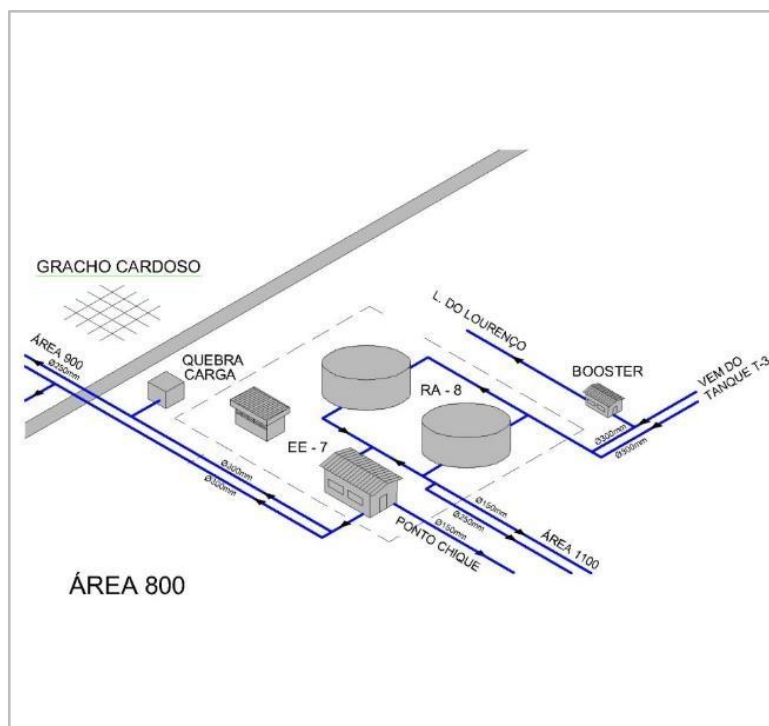 GRACHO CARDOSO
L. DO LOURENÇO
ÁREA 900
Ø250mm
QUEBRA
CARGA
BOOSTER
VEM DO
TANQUE T-3
RA - 8
Ø300mm
Ø300mm
EE - 7
Ø300mm
Ø300mm
Ø150mm
Ø250mm
Ø150mm
ÁREA 1100
PONTO CHIQUE
ÁREA 800